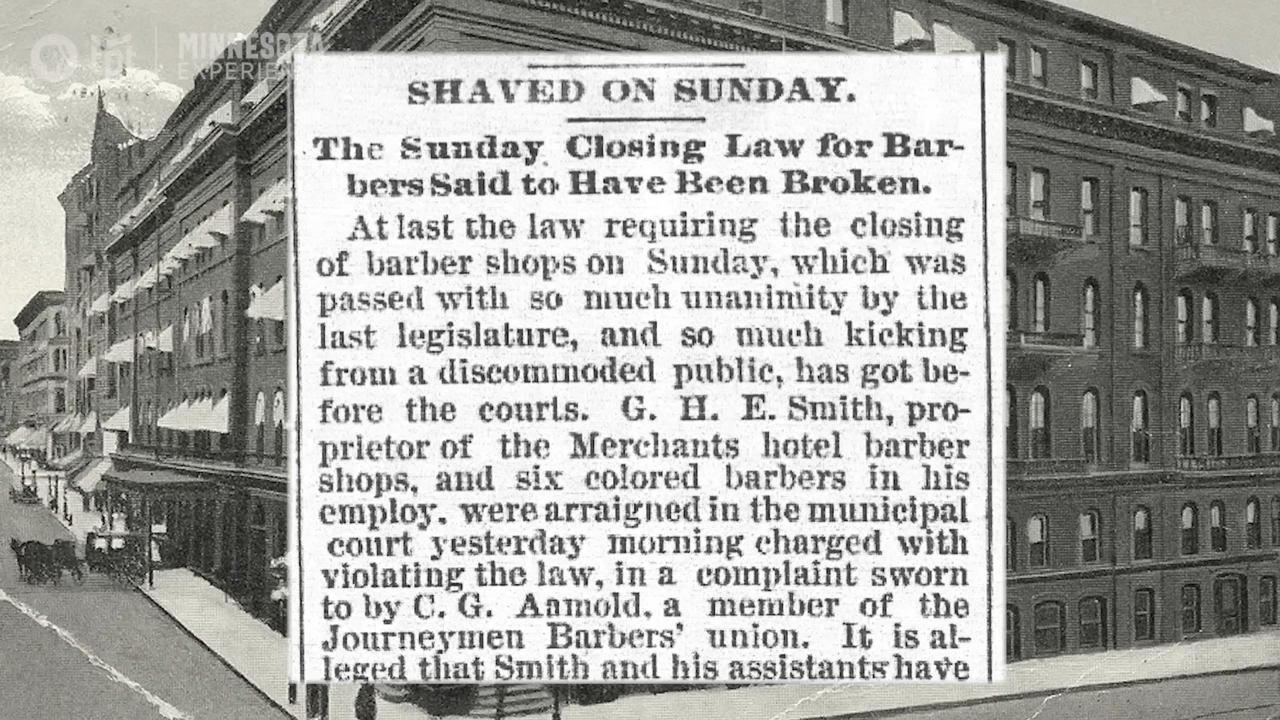 MINNESOTA
EXPERIEN
SHAVED ON SUNDAY.
The Sunday Closing Law for Bar-
bers Said to Have Been Broken.
At last the law requiring the closing
of barber shops on Sunday, which was
passed with so much unanimity by the
last legislature, and so much kicking
from a discommoded public, has got be-
fore the courts. G. H. E. Smith, pro-
prietor of the Merchants hotel barber
shops, and six colored barbers in his
employ, were arraigned in the municipal
court yesterday morning charged with
violating the law, in a complaint sworn
to by C. G. Anmold, a member of the
Journeymen Barbers' union. It is al-
leged that Smith and his assistants have